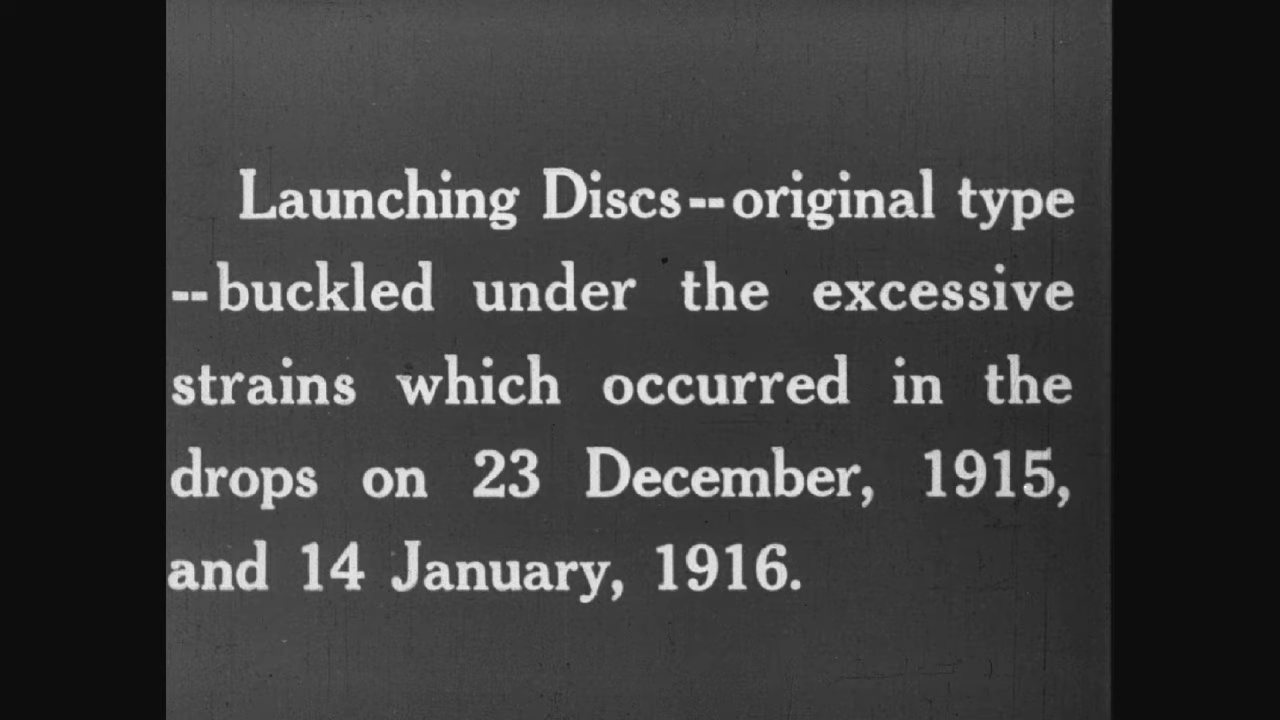 Launching Discs--original type
--buckled under the excessive
strains which occurred in the
drops on 23 December, 1915,
and 14 January, 1916.